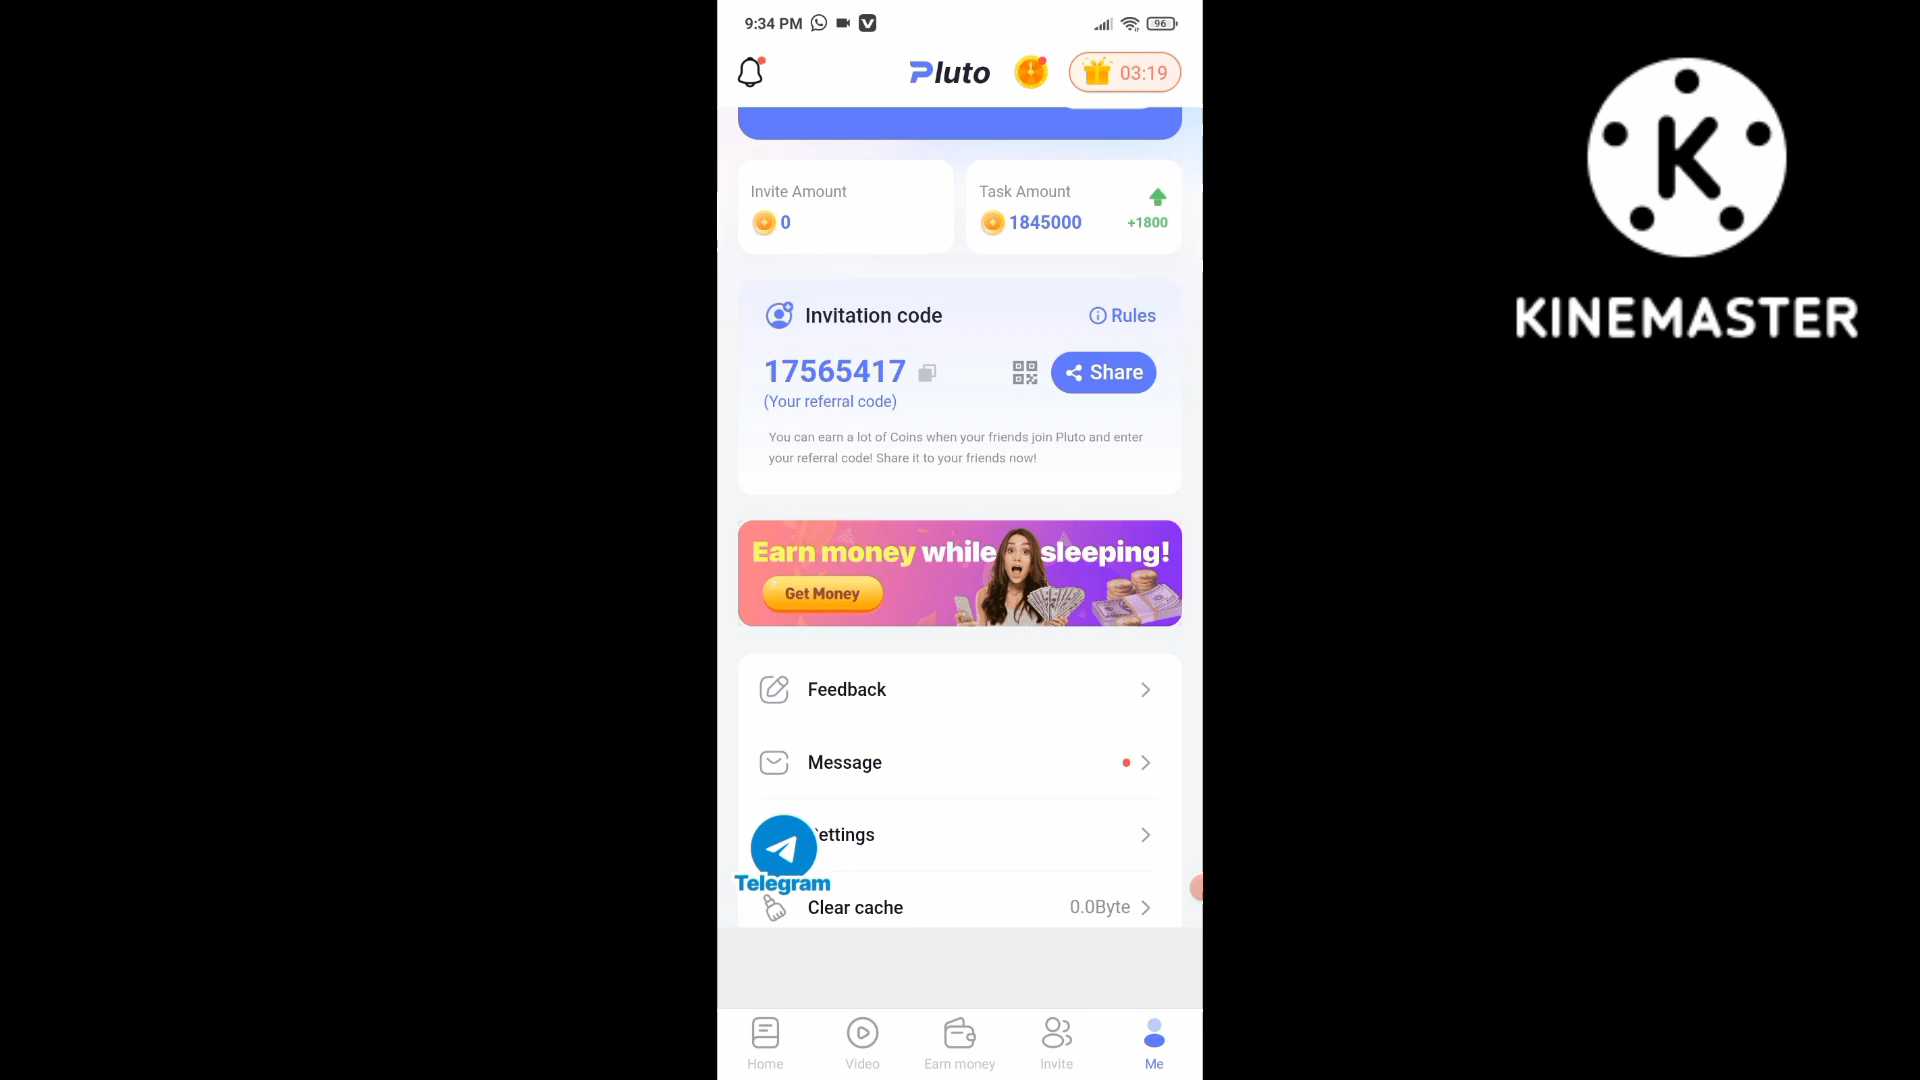 9:34 PM
96
Pluto
03:19
Invite Amount
Task Amount
0
1845000
+1800
Invitation code
Rules
17565417
Share
(Your referral code)
You can earn a lot of Coins when your friends join Pluto and enter
your referral code! Share it to your friends now!
Earn money while sleeping!
Get Money
Feedback
Message
ettings
Telegram
Clear cache
0.0Byte
Home
Video
Earn money
Invite
Me
K
KINEMASTER